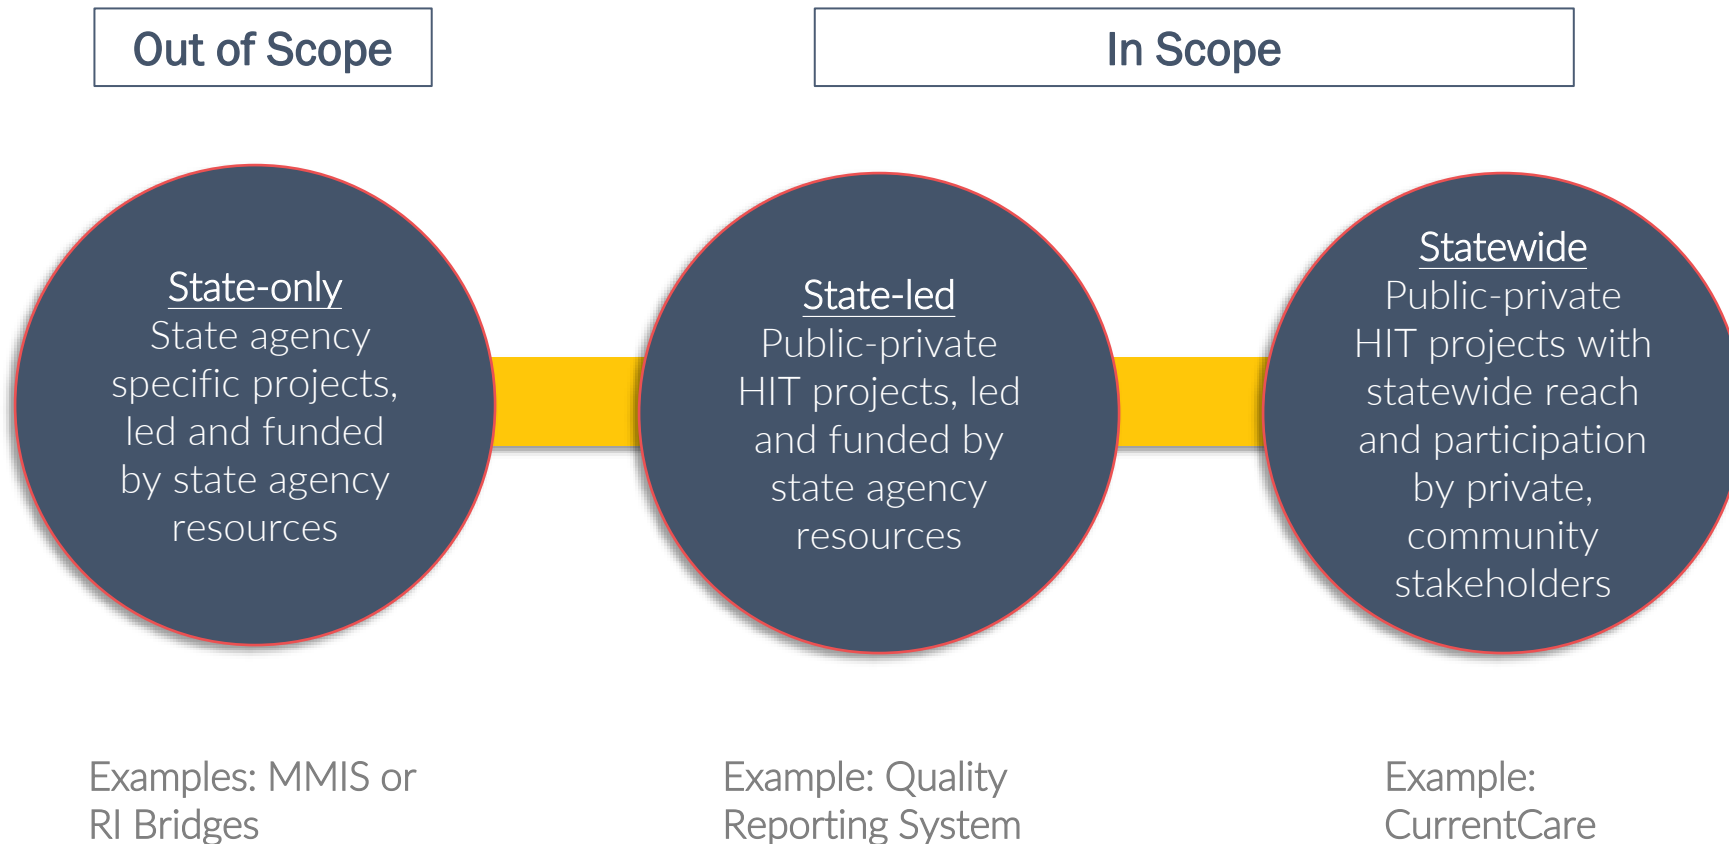 Out of Scope
In Scope
State-only
State agency
specific projects,
led and funded
by state agency
resources
State-led
Public-private
HIT projects, led
and funded by
state agency
resources
Statewide
Public-private
HIT projects with
statewide reach
and participation
by private,
community
stakeholders
Examples: MMIS or
RI Bridges
Example: Quality
Reporting System
Example:
CurrentCare